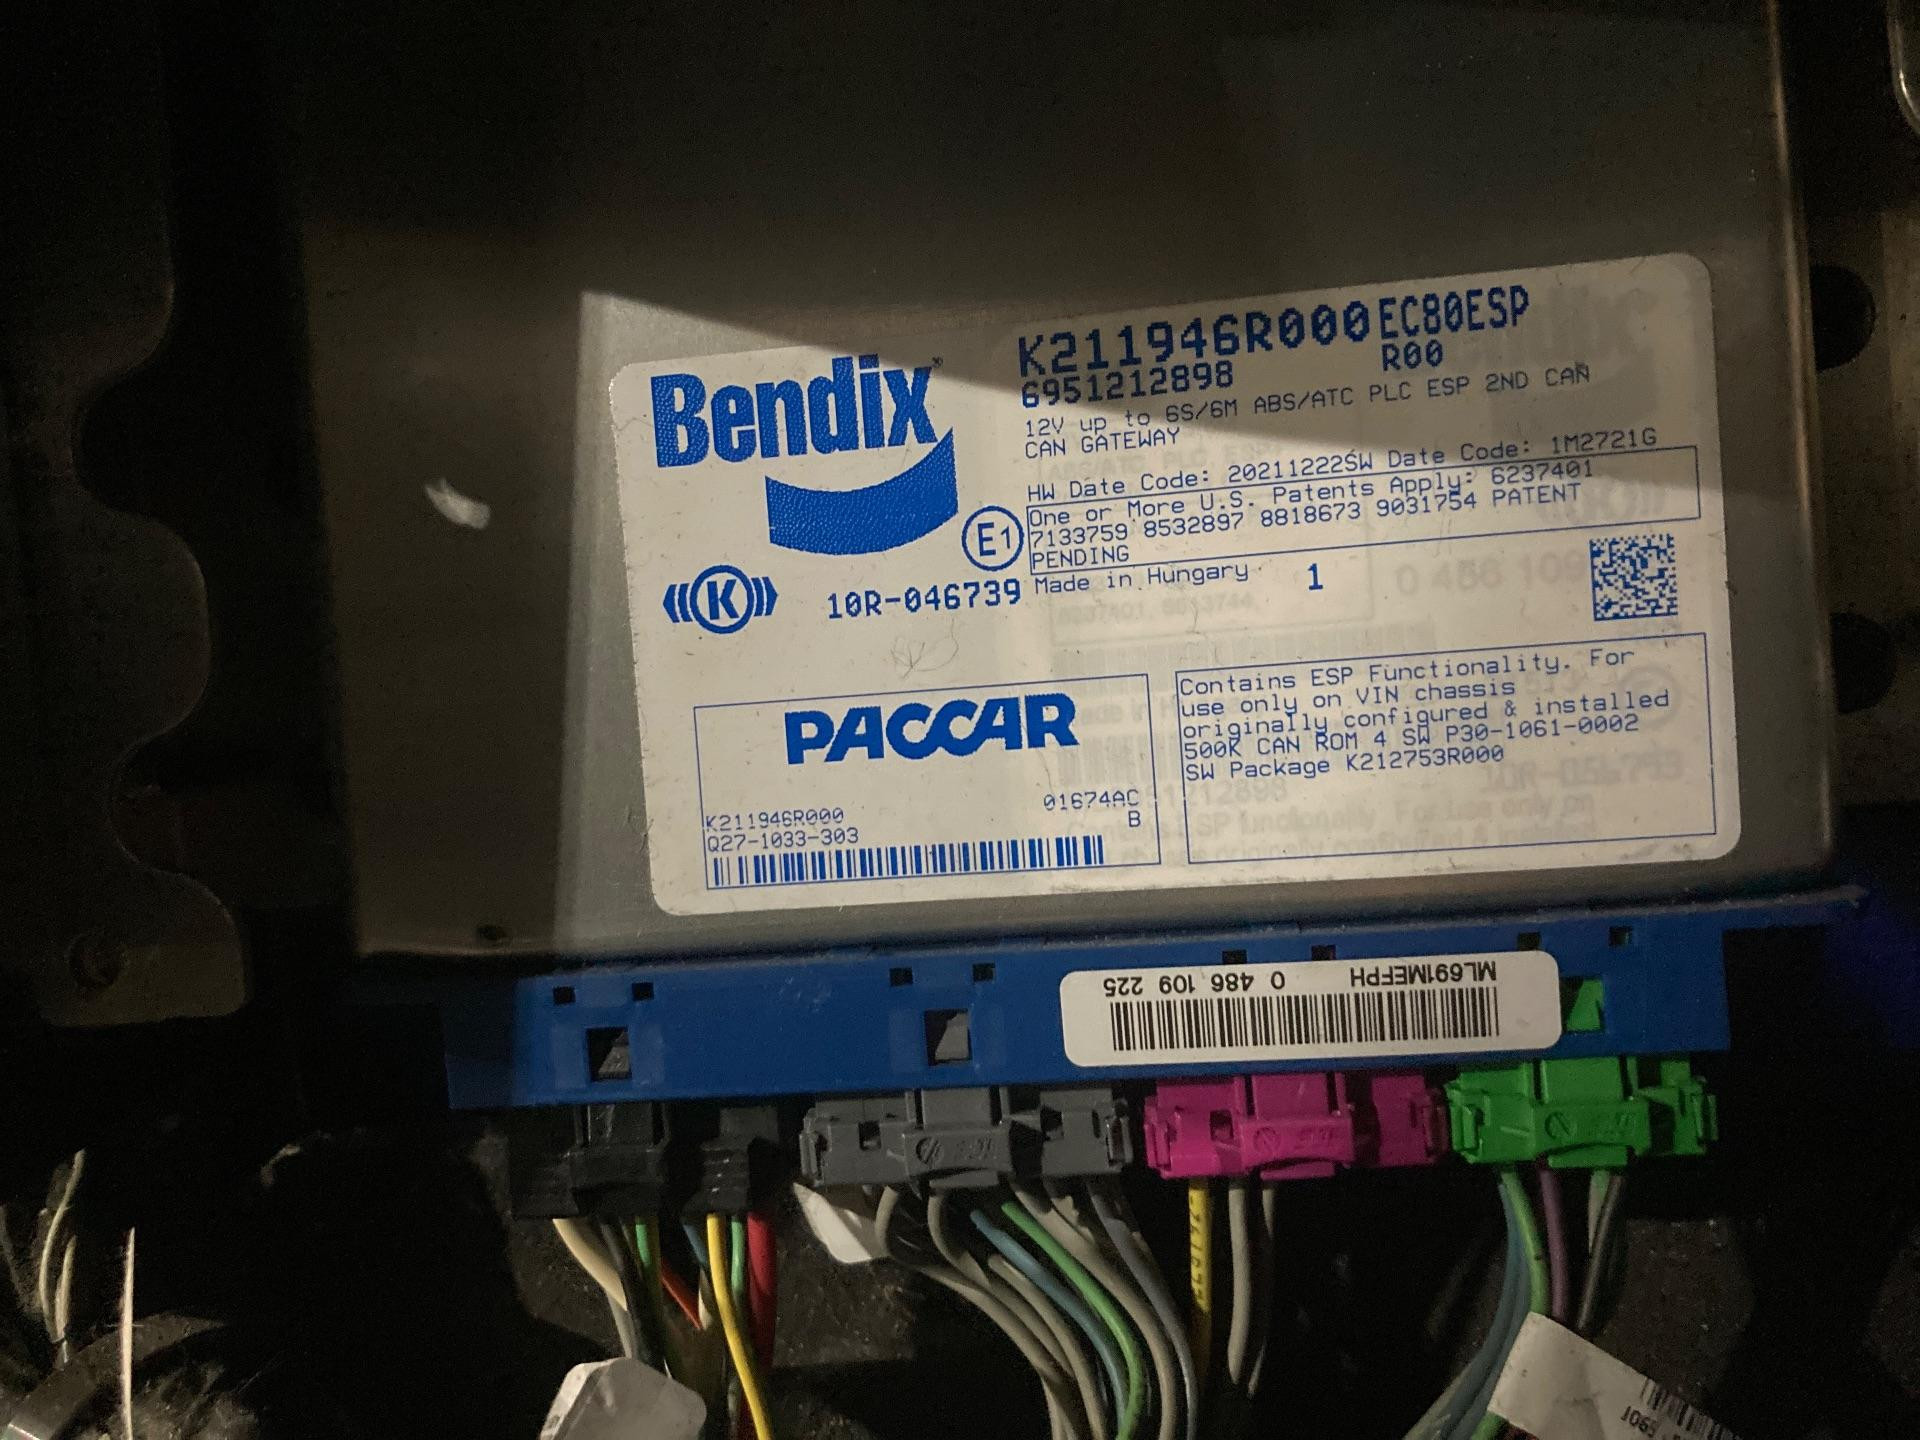 Bendix
K211946R000 EC80ESP
6951212898 R00
12V up to 6S/6M ABS/ATC PLC ESP 2ND CAN
CAN GATEWAY
HW Date Code: 20211222SW Date Code: 1M2721G
One or More U.S. Patents Apply: 6237401
7133759 8532897 8818673 9031754 PATENT
PENDING
E1
K
10R-046739 Made in Hungary 1
PACCAR
K211946R000 01674AC
Q27-1033-303 B
Contains ESP Functionality. For
use only on VIN chassis
originally configured & installed
500K CAN ROM 4 SW P30-1061-0002
SW Package K212753R000
ML691MEFPH 0 486 109 225